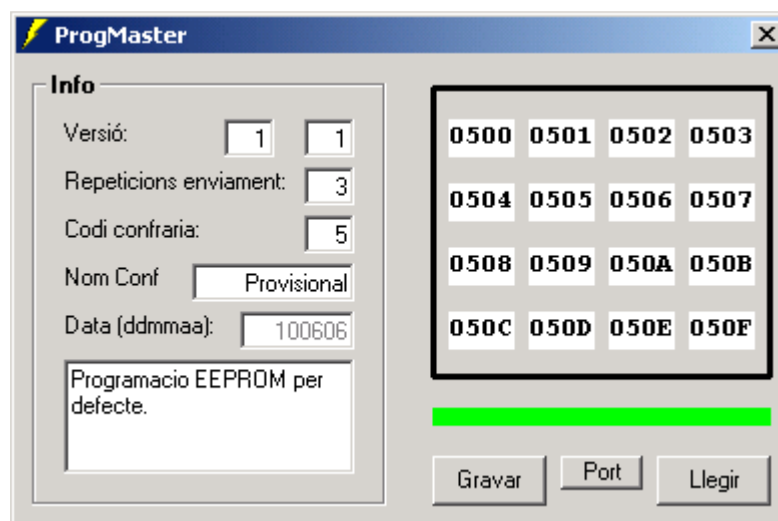 ProgMaster
Info
Versió: 1 1
Repeticions enviament: 3
Codi confraria: 5
Nom Conf Provisional
Data (ddmmaa): 100606
Programacio EEPROM per
defecte.
0500 0501 0502 0503
0504 0505 0506 0507
0508 0509 050A 050B
050C 050D 050E 050F
Gravar Port Llegir